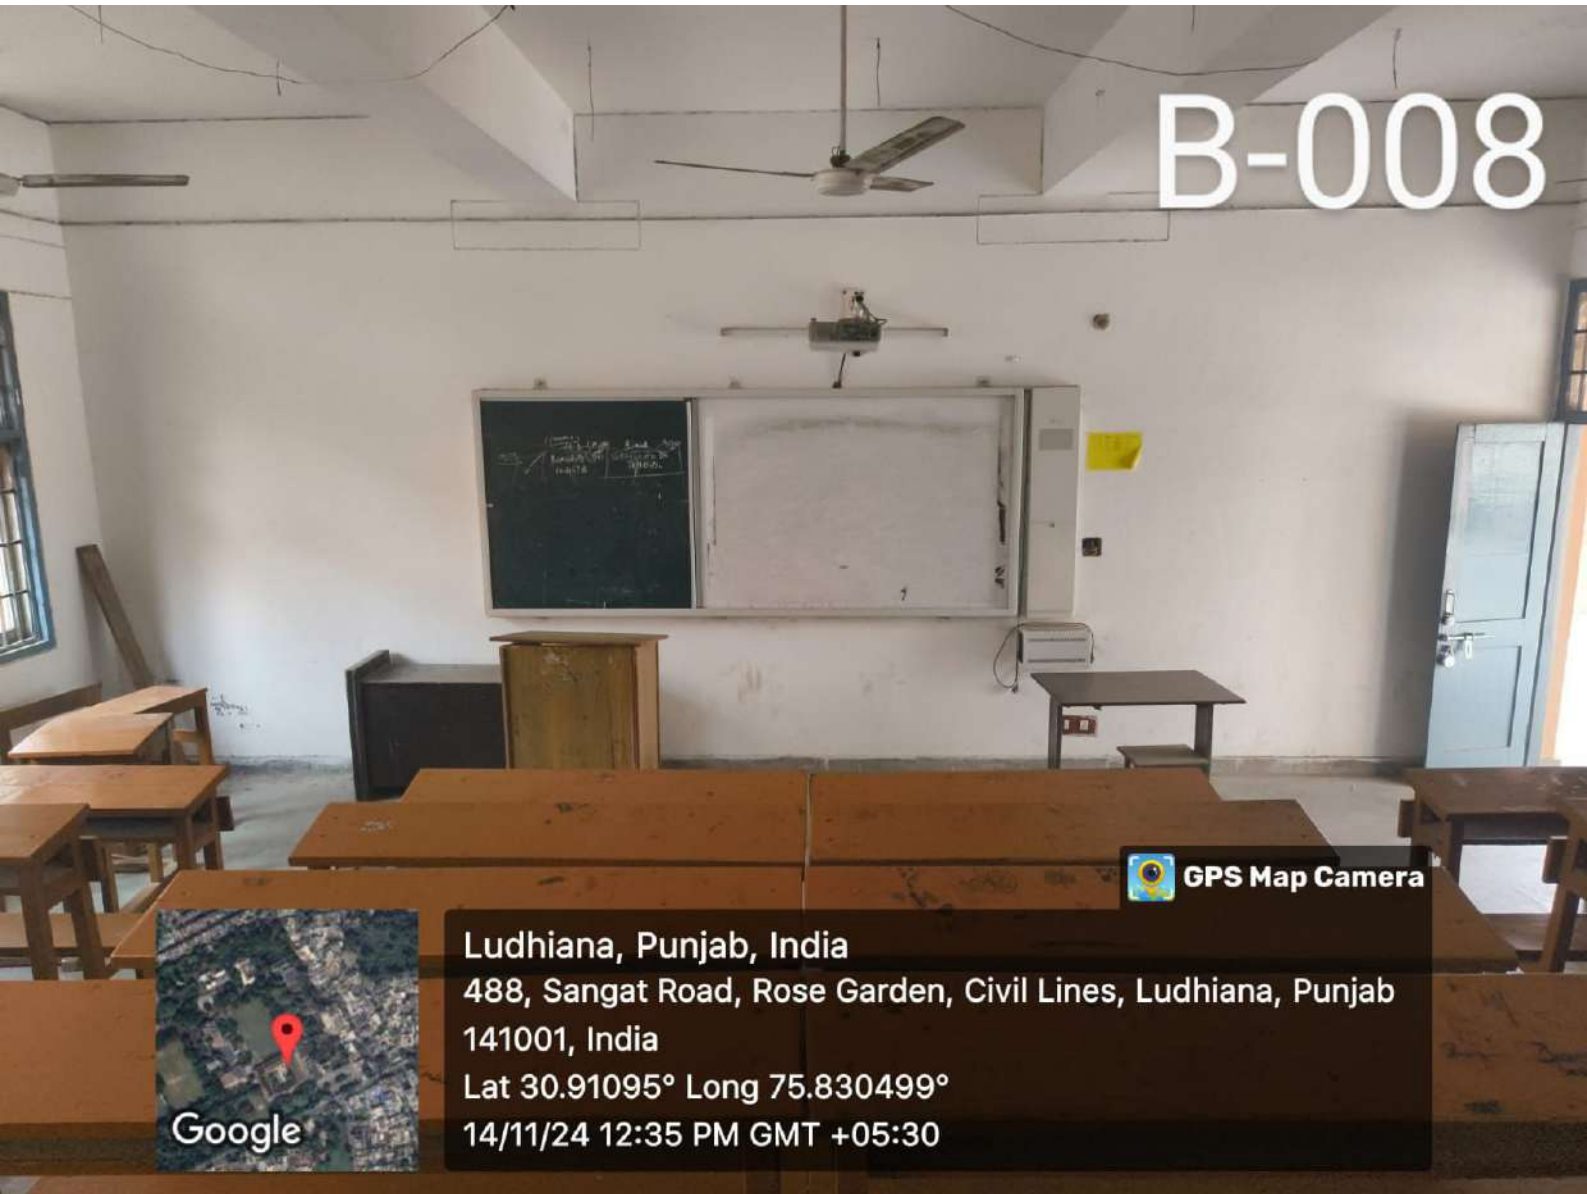 B-008
GPS Map Camera
Ludhiana, Punjab, India
488, Sangat Road, Rose Garden, Civil Lines, Ludhiana, Punjab
141001, India
Lat 30.91095° Long 75.830499°
14/11/24 12:35 PM GMT +05:30
Google